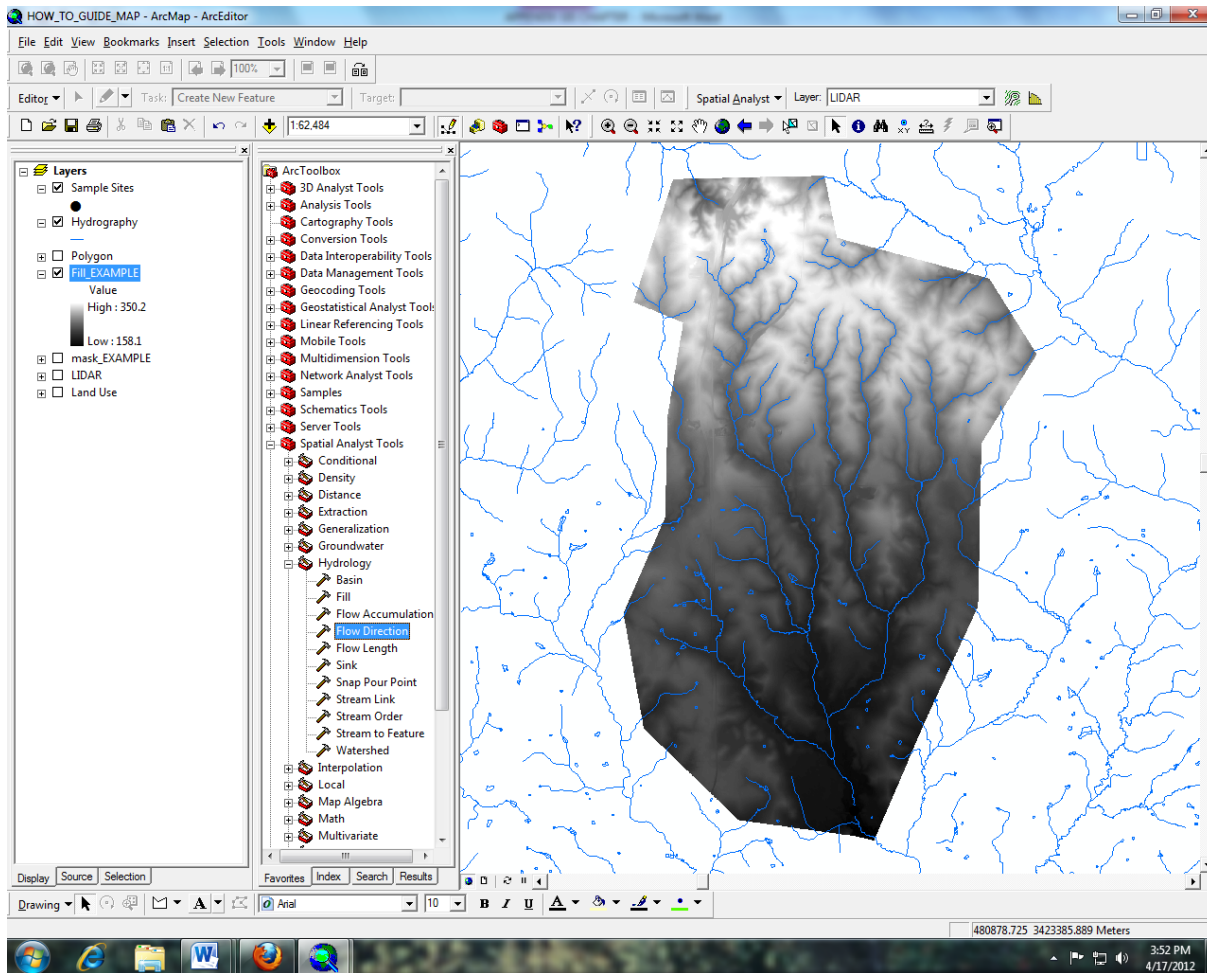 HOW_TO_GUIDE_MAP - ArcMap - ArcEditor
File Edit View Bookmarks Insert Selection Tools Window Help
100%
Editor Task: Create New Feature Target: Spatial Analyst Layer: LIDAR
1:62,484
Layers
Sample Sites
Hydrography
Polygon
Fill_EXAMPLE
Value
High : 350.2
Low : 158.1
mask_EXAMPLE
LIDAR
Land Use
Display Source Selection
ArcToolbox
3D Analyst Tools
Analysis Tools
Cartography Tools
Conversion Tools
Data Interoperability Tools
Data Management Tools
Geocoding Tools
Geostatistical Analyst Tools
Linear Referencing Tools
Mobile Tools
Multidimension Tools
Network Analyst Tools
Samples
Schematics Tools
Server Tools
Spatial Analyst Tools
Conditional
Density
Distance
Extraction
Generalization
Groundwater
Hydrology
Basin
Fill
Flow Accumulation
Flow Direction
Flow Length
Sink
Snap Pour Point
Stream Link
Stream Order
Stream to Feature
Watershed
Interpolation
Local
Map Algebra
Math
Multivariate
Favorites Index Search Results
Drawing A Arial 10 B I U A
480878.725 3423385.889 Meters
3:52 PM
4/17/2012